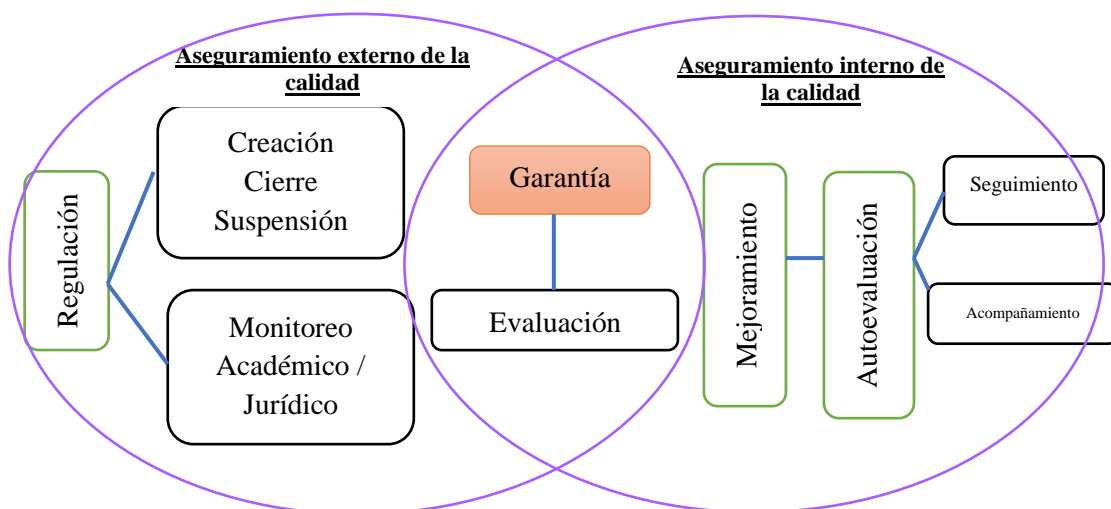 Aseguramiento externo de la
calidad
Regulación
Creación
Cierre
Suspensión
Monitoreo
Académico /
Jurídico
Garantía
Evaluación
Aseguramiento interno de
la calidad
Mejoramiento
Autoevaluación
Seguimiento
Acompañamiento